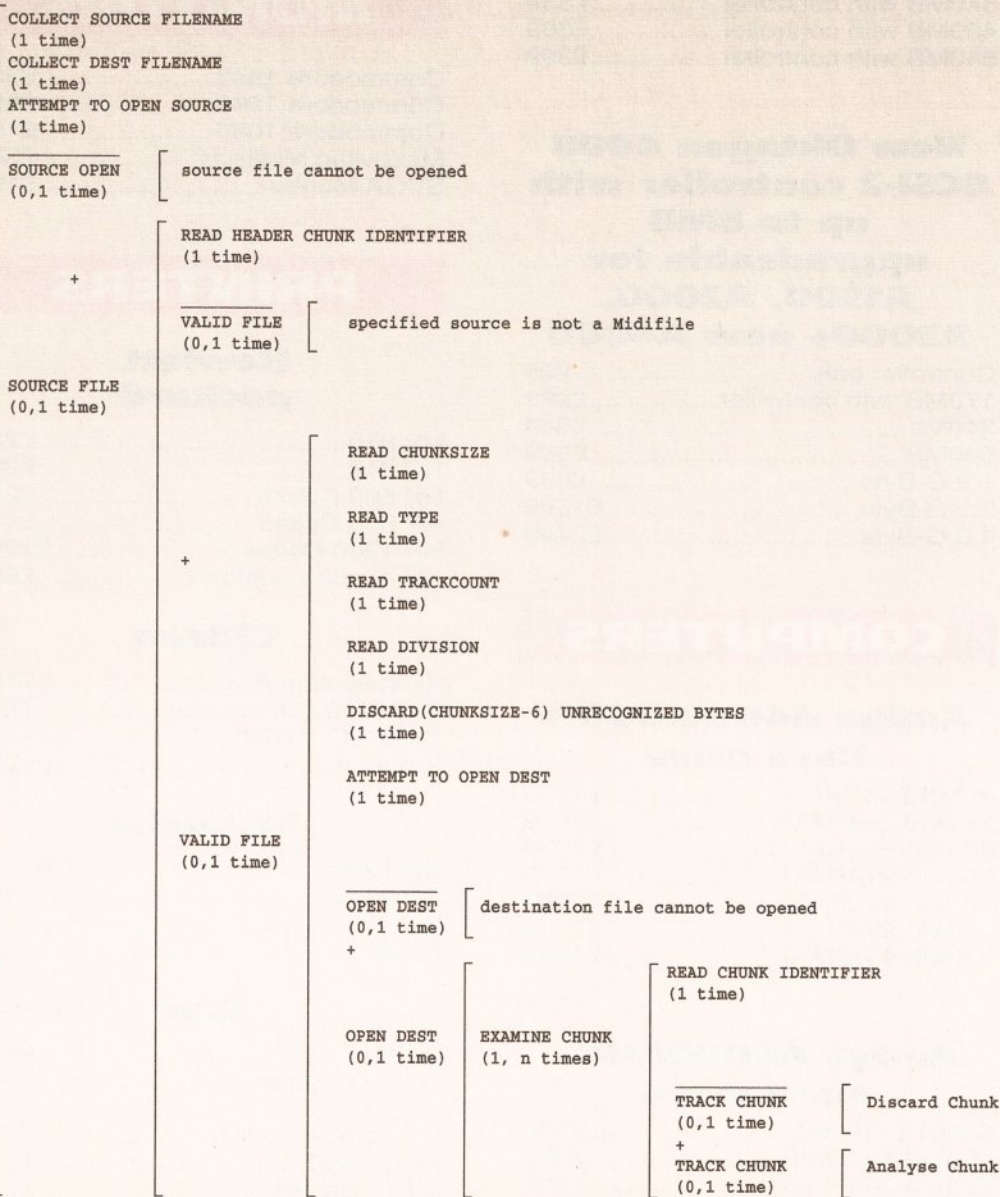 COLLECT SOURCE FILENAME
(1 time)
COLLECT DEST FILENAME
(1 time)
ATTEMPT TO OPEN SOURCE
(1 time)
SOURCE OPEN
(0,1 time)
source file cannot be opened
READ HEADER CHUNK IDENTIFIER
(1 time)
+
VALID FILE
(0,1 time)
specified source is not a Midifile
SOURCE FILE
(0,1 time)
READ CHUNKSIZE
(1 time)
READ TYPE
(1 time)
+
READ TRACKCOUNT
(1 time)
READ DIVISION
(1 time)
DISCARD(CHUNKSIZE-6) UNRECOGNIZED BYTES
(1 time)
ATTEMPT TO OPEN DEST
(1 time)
VALID FILE
(0,1 time)
OPEN DEST
(0,1 time)
destination file cannot be opened
+
READ CHUNK IDENTIFIER
(1 time)
OPEN DEST
(0,1 time)
EXAMINE CHUNK
(1, n times)
TRACK CHUNK
(0,1 time)
Discard Chunk
+
TRACK CHUNK
(0,1 time)
Analyse Chunk